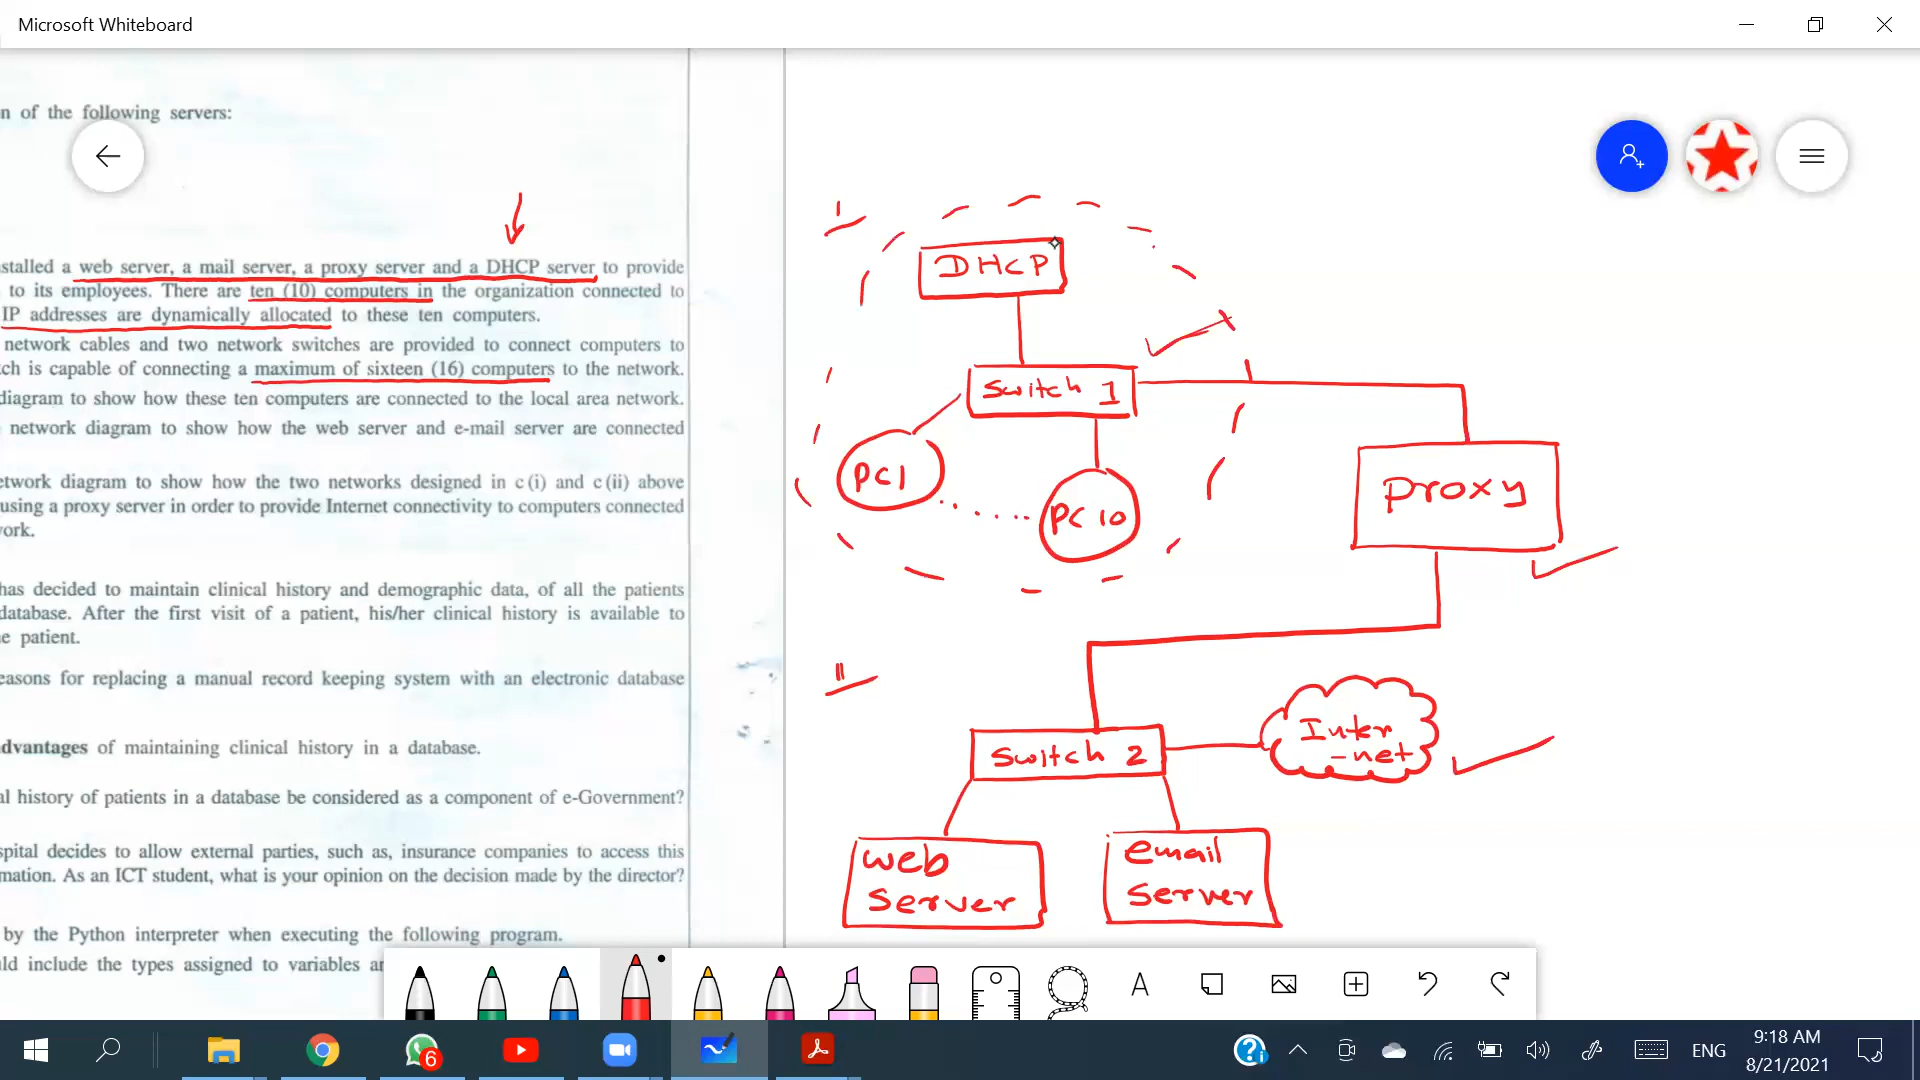 Microsoft Whiteboard
n of the following servers:
stalled a web server, a mail server, a proxy server and a DHCP server to provide
to its employees. There are ten (10) computers in the organization connected to
IP addresses are dynamically allocated to these ten computers.
network cables and two network switches are provided to connect computers to
ch is capable of connecting a maximum of sixteen (16) computers to the network.
diagram to show how these ten computers are connected to the local area network.
network diagram to show how the web server and e-mail server are connected
etwork diagram to show how the two networks designed in c(i) and c(ii) above
using a proxy server in order to provide Internet connectivity to computers connected
ork.
has decided to maintain clinical history and demographic data, of all the patients
database. After the first visit of a patient, his/her clinical history is available to
e patient.
easons for replacing a manual record keeping system with an electronic database
dvantages of maintaining clinical history in a database.
al history of patients in a database be considered as a component of e-Government?
spital decides to allow external parties, such as, insurance companies to access this
mation. As an ICT student, what is your opinion on the decision made by the director?
by the Python interpreter when executing the following program.
ld include the types assigned to variables ar
I
DHCP
Switch 1
PC1
PC 10
Proxy
II
Switch 2
Inter
-net
Web
Server
email
Server
6
ENG
9:18 AM
8/21/2021